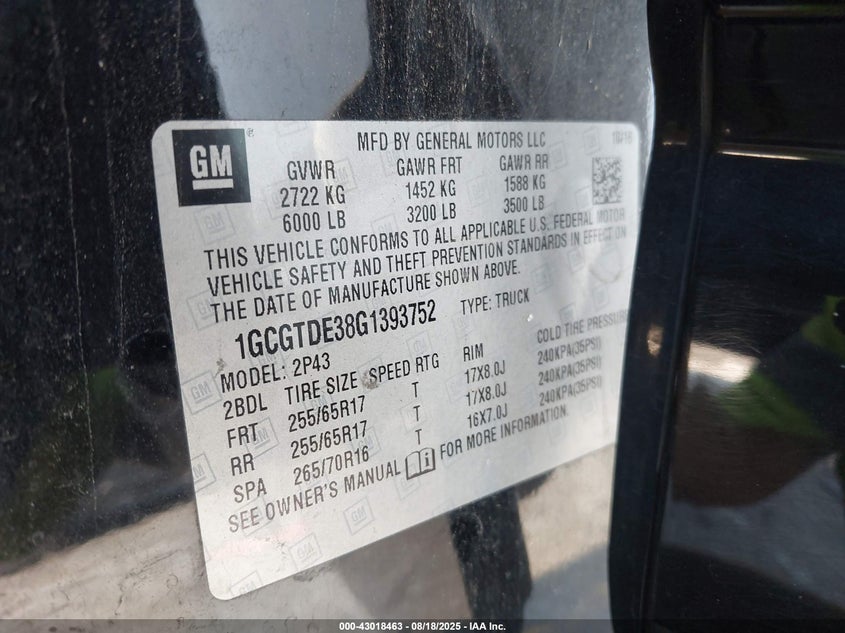 GM
MFD BY GENERAL MOTORS LLC
GVWR GAWR FRT GAWR RR
2722 KG 1452 KG 1588 KG
6000 LB 3200 LB 3500 LB
THIS VEHICLE CONFORMS TO ALL APPLICABLE U.S. FEDERAL MOTOR
VEHICLE SAFETY AND THEFT PREVENTION STANDARDS IN EFFECT ON
THE DATE OF MANUFACTURE SHOWN ABOVE.
1GCGTDE38G1393752 TYPE: TRUCK
MODEL: 2P43
2BDL TIRE SIZE SPEED RTG RIM COLD TIRE PRESSURE
FRT 255/65R17 T 17X8.0J 240KPA(35PSI)
RR 255/65R17 T 17X8.0J 240KPA(35PSI)
SPA 265/70R16 T 16X7.0J 240KPA(35PSI)
SEE OWNER'S MANUAL FOR MORE INFORMATION.
000-43018463 - 08/18/2025 - IAA Inc.